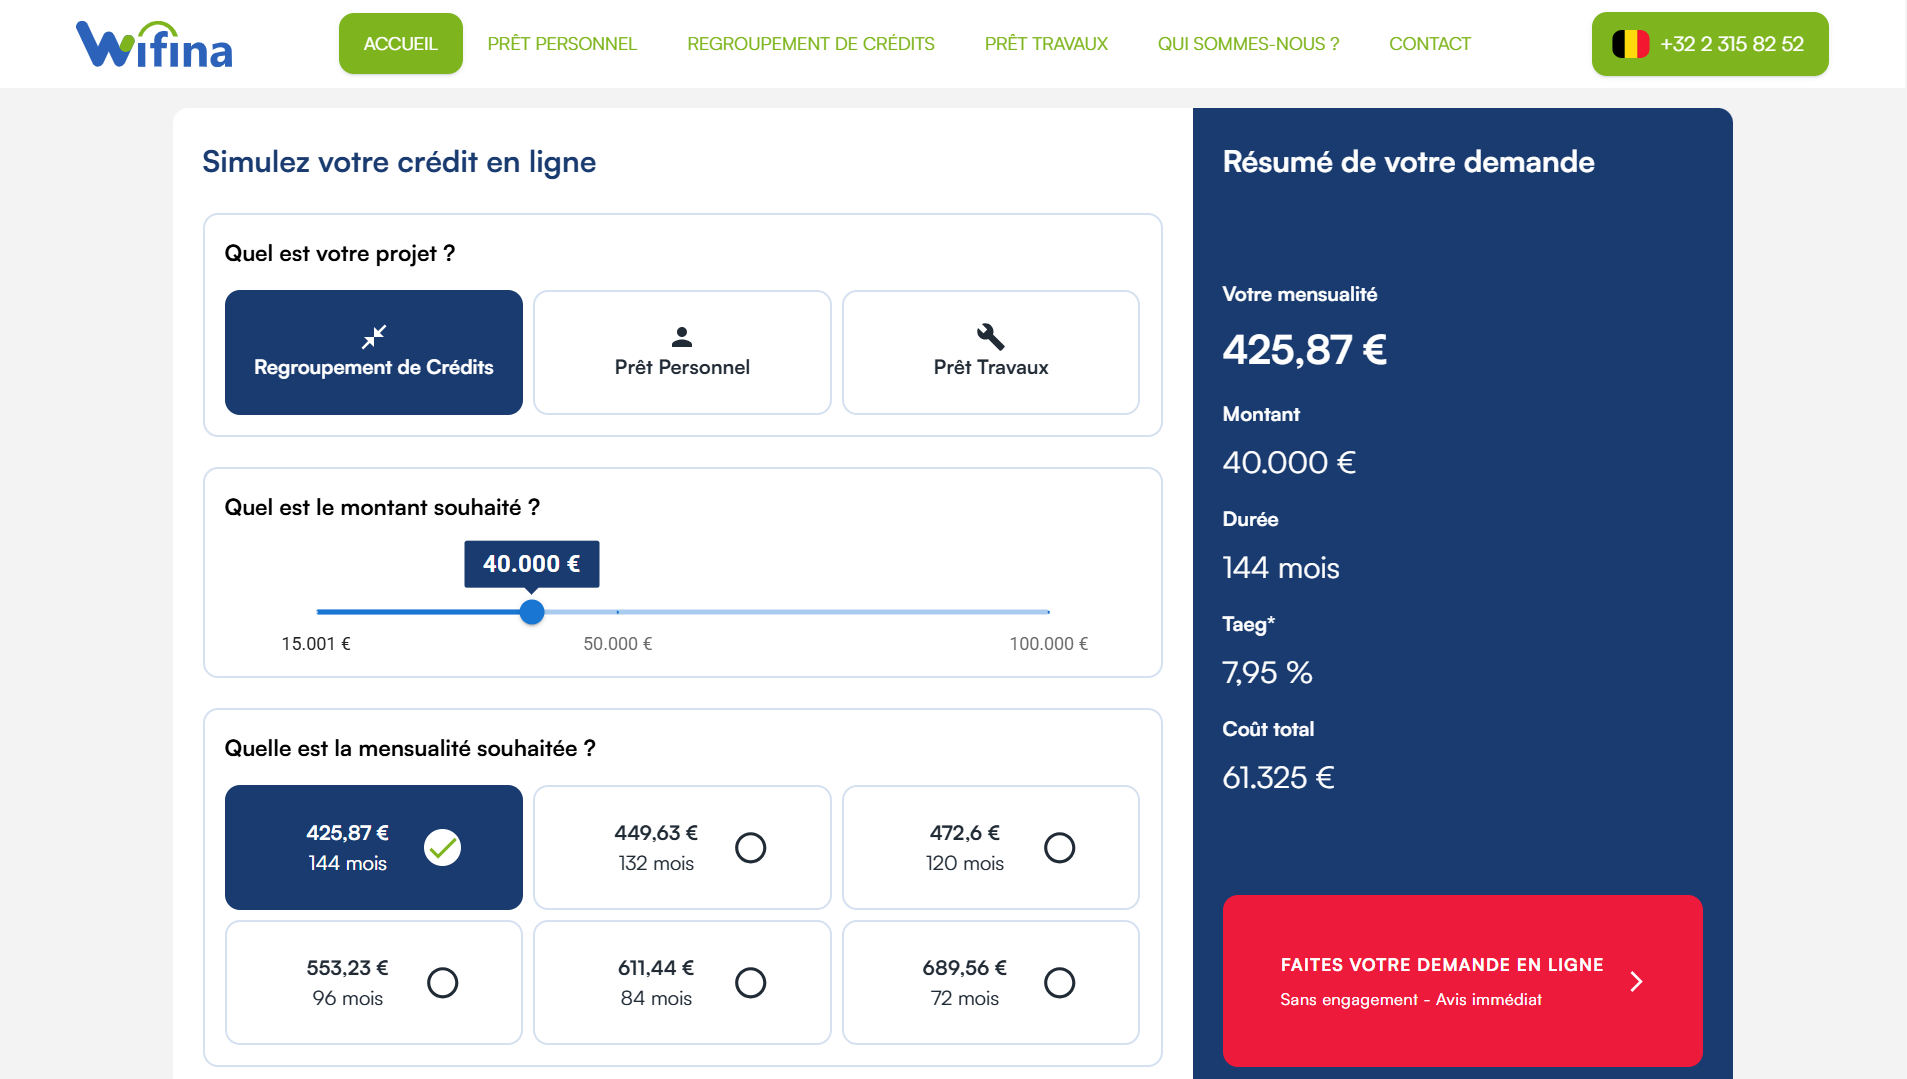 Wifina
ACCUEIL
PRÊT PERSONNEL
REGROUPEMENT DE CRÉDITS
PRÊT TRAVAUX
QUI SOMMES-NOUS ?
CONTACT
+32 2 315 82 52
Simulez votre crédit en ligne
Quel est votre projet ?
Regroupement de Crédits
Prêt Personnel
Prêt Travaux
Quel est le montant souhaité ?
40.000 €
15.001 €
50.000 €
100.000 €
Quelle est la mensualité souhaitée ?
425,87 €
144 mois
449,63 €
132 mois
472,6 €
120 mois
553,23 €
96 mois
611,44 €
84 mois
689,56 €
72 mois
Résumé de votre demande
Votre mensualité
425,87 €
Montant
40.000 €
Durée
144 mois
Taeg*
7,95 %
Coût total
61.325 €
FAITES VOTRE DEMANDE EN LIGNE
Sans engagement - Avis immédiat